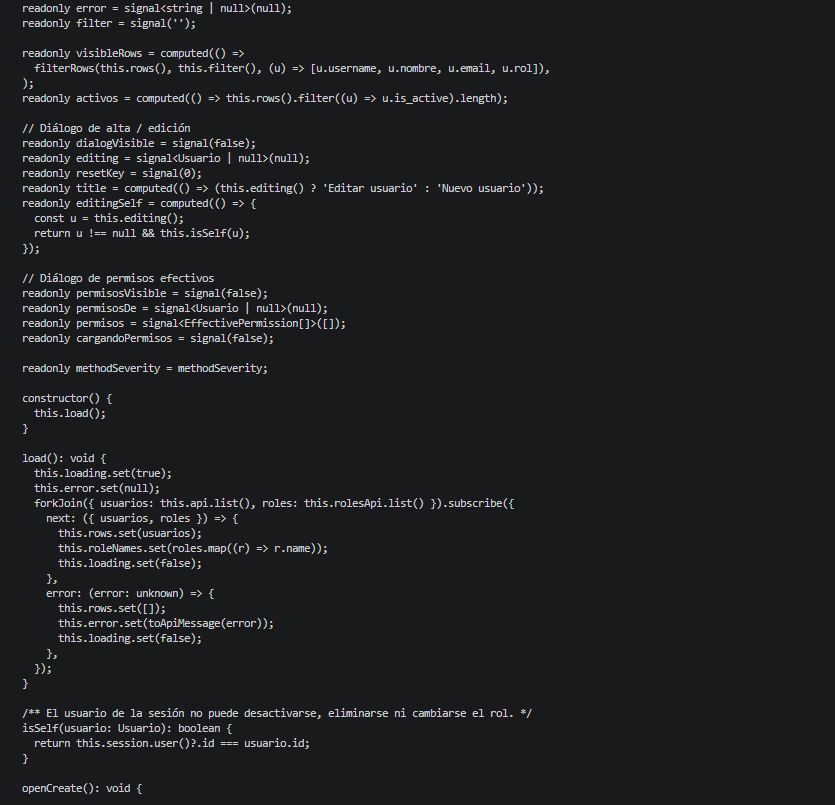 readonly error = signal<string | null>(null);
readonly filter = signal('');

readonly visibleRows = computed(() =>
  filterRows(this.rows(), this.filter(), (u) => [u.username, u.nombre, u.email, u.rol]),
);
readonly activos = computed(() => this.rows().filter((u) => u.is_active).length);

// Diálogo de alta / edición
readonly dialogVisible = signal(false);
readonly editing = signal<Usuario | null>(null);
readonly resetKey = signal(0);
readonly title = computed(() => (this.editing() ? 'Editar usuario' : 'Nuevo usuario'));
readonly editingSelf = computed(() => {
  const u = this.editing();
  return u !== null && this.isSelf(u);
});

// Diálogo de permisos efectivos
readonly permisosVisible = signal(false);
readonly permisosDe = signal<Usuario | null>(null);
readonly permisos = signal<EffectivePermission[]>([]);
readonly cargandoPermisos = signal(false);

readonly methodSeverity = methodSeverity;

constructor() {
  this.load();
}

load(): void {
  this.loading.set(true);
  this.error.set(null);
  forkJoin({ usuarios: this.api.list(), roles: this.rolesApi.list() }).subscribe({
    next: ({ usuarios, roles }) => {
      this.rows.set(usuarios);
      this.roleNames.set(roles.map((r) => r.name));
      this.loading.set(false);
    },
    error: (error: unknown) => {
      this.rows.set([]);
      this.error.set(toApiMessage(error));
      this.loading.set(false);
    },
  });
}

/** El usuario de la sesión no puede desactivarse, eliminarse ni cambiarse el rol. */
isSelf(usuario: Usuario): boolean {
  return this.session.user()?.id === usuario.id;
}

openCreate(): void {